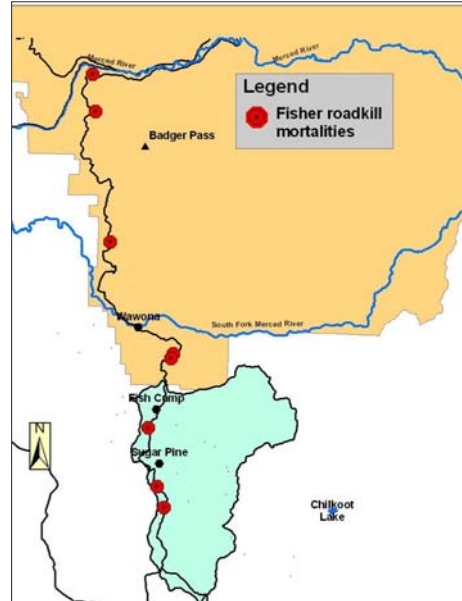 Merced River
Merced River
Legend
Fisher roadkill
mortalities
Badger Pass
Wawona
South Fork Merced River
Fish Camp
N
Sugar Pine
Chilkoot
Lake